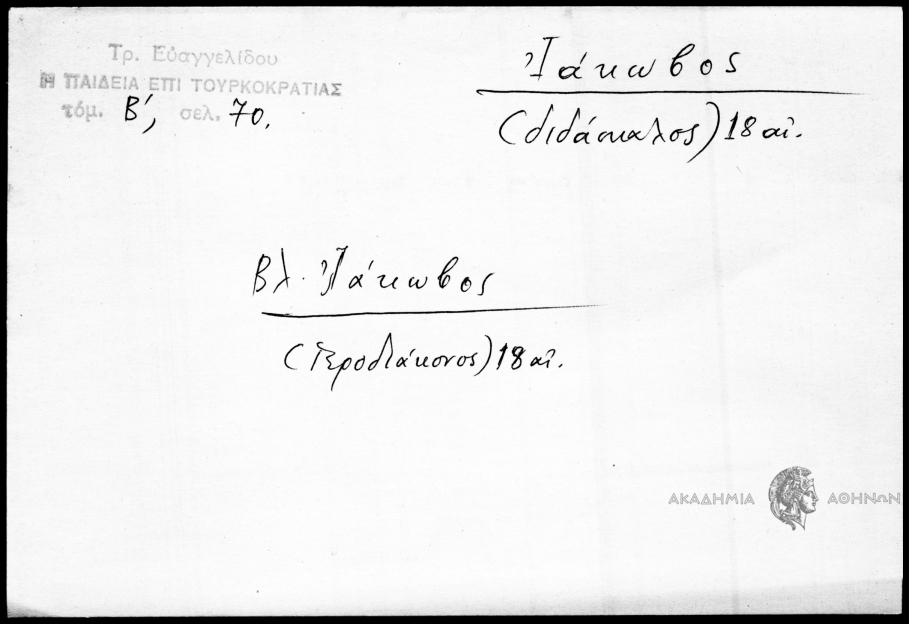 Τρ. Εὐαγγελίδου
Η ΠΑΙΔΕΙΑ ΕΠΙ ΤΟΥΡΚΟΚΡΑΤΙΑΣ
τόμ. Β΄, σελ. 70.
Ἰάκωβος
(διδάσκαλος) 18 αἰ.
Βλ. Ἰάκωβος
(ἱεροδιάκονος) 18 αἰ.
ΑΚΑΔΗΜΙΑ ΑΘΗΝΩΝ